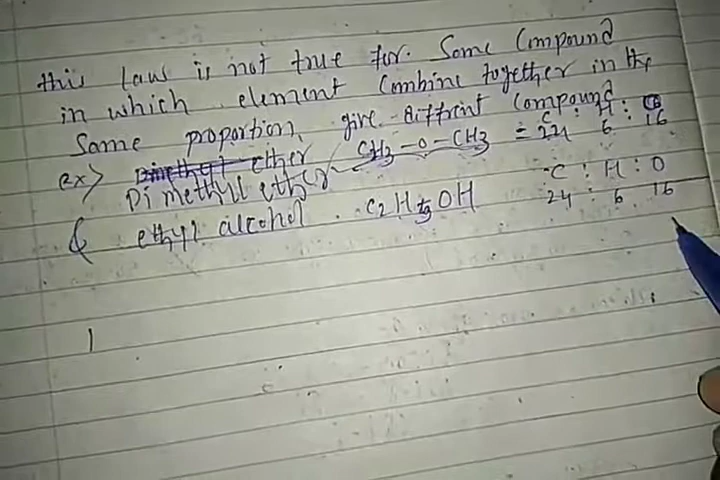 this Law is not true for. Some Compound
in which element Combine together in the
Same proportion, give different Compound
ex> ether CH3-O-CH3 = C : H : O
Dimethyl ether 24 6 16
& ethyl alcohol. C2H5OH C : H : O
24 : 6 16